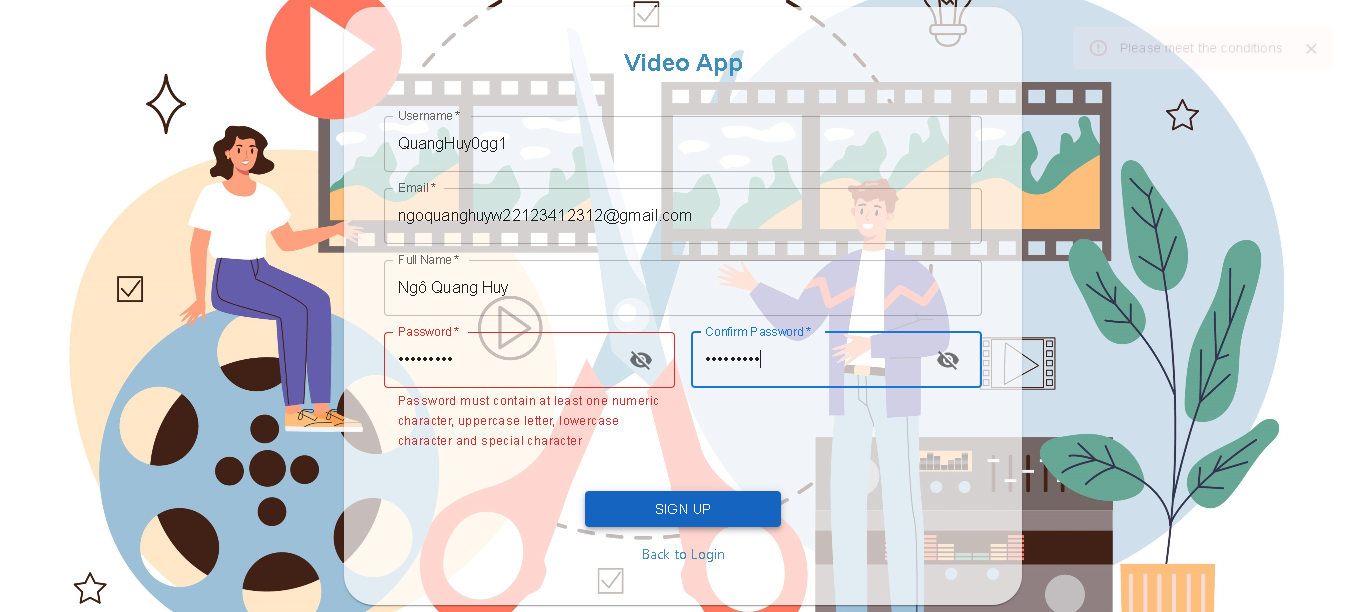 Please meet the conditions
Video App
Username *
QuangHuy0gg1
Email *
ngoquanghuyw22123412312@gmail.com
Full Name *
Ngô Quang Huy
Password *
•••••••••
Confirm Password *
•••••••••
Password must contain at least one numeric
character, uppercase letter, lowercase
character and special character
SIGN UP
Back to Login